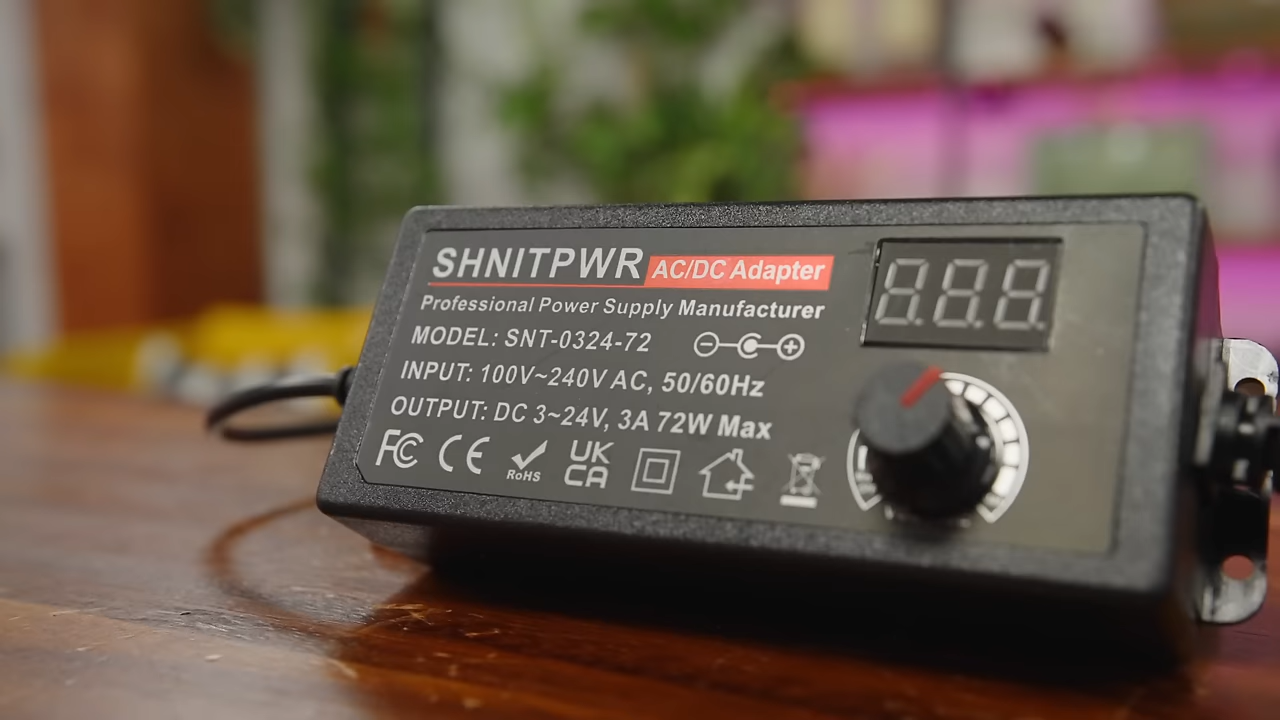 SHNITPWR AC/DC Adapter
Professional Power Supply Manufacturer
MODEL: SNT-0324-72
INPUT: 100V~240V AC, 50/60Hz
OUTPUT: DC 3~24V, 3A 72W Max
FC CE RoHS UK CA